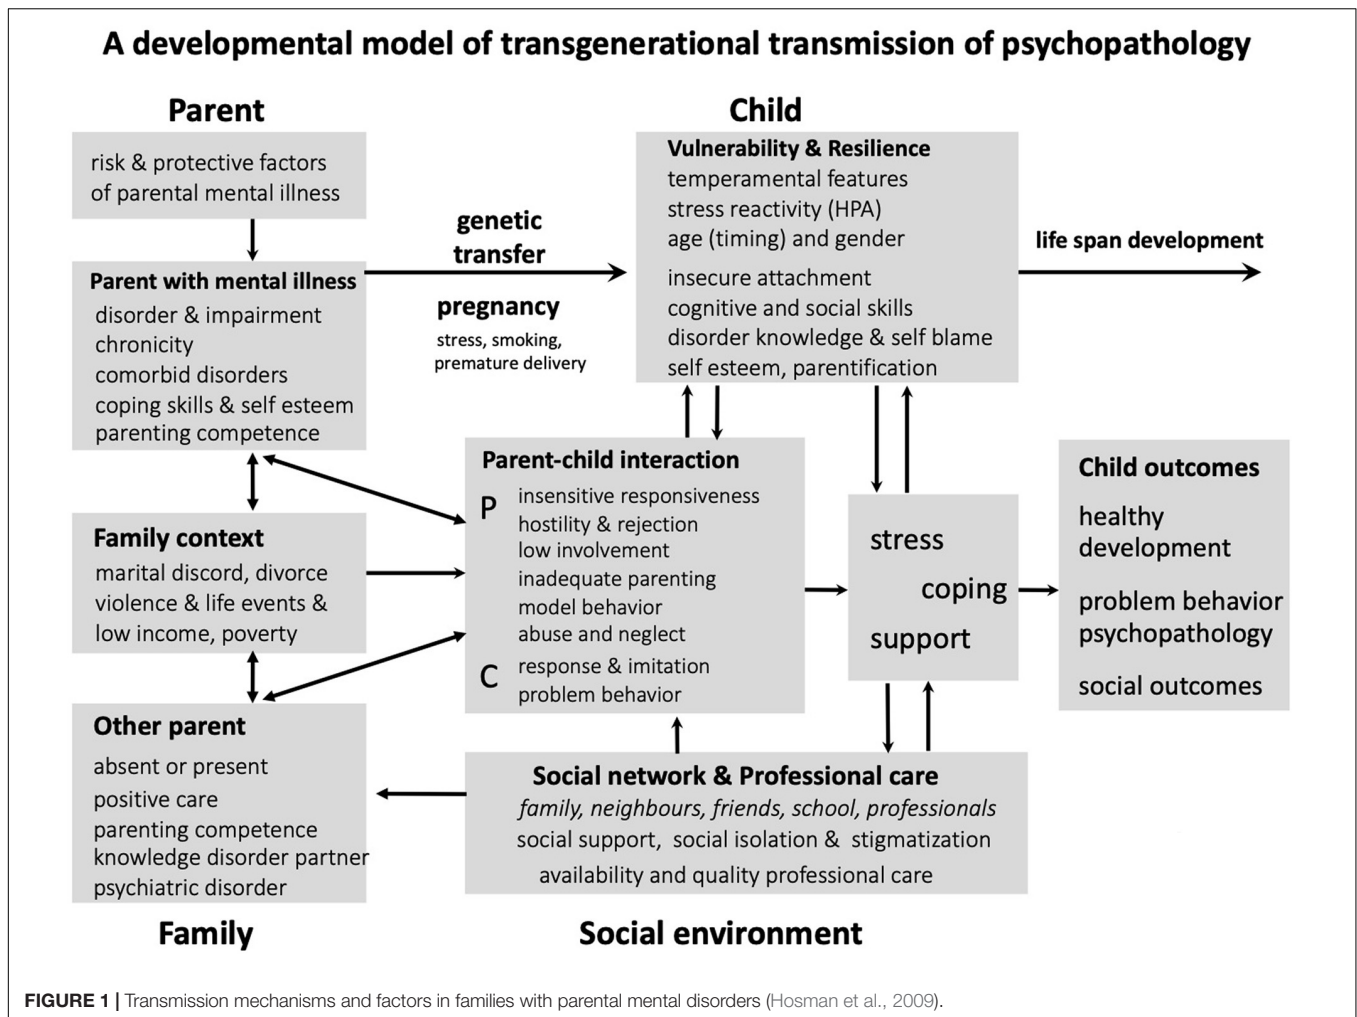 A developmental model of transgenerational transmission of psychopathology
Parent
risk & protective factors
of parental mental illness
Parent with mental illness
disorder & impairment
chronicity
comorbid disorders
coping skills & self esteem
parenting competence
genetic
transfer
pregnancy
stress, smoking,
premature delivery
Child
Vulnerability & Resilience
temperamental features
stress reactivity (HPA)
age (timing) and gender
insecure attachment
cognitive and social skills
disorder knowledge & self blame
self esteem, parentification
life span development
Family context
marital discord, divorce
violence & life events &
low income, poverty
Parent-child interaction
P
insensitive responsiveness
hostility & rejection
low involvement
inadequate parenting
model behavior
abuse and neglect
C
response & imitation
problem behavior
stress
coping
support
Child outcomes
healthy
development
problem behavior
psychopathology
social outcomes
Other parent
absent or present
positive care
parenting competence
knowledge disorder partner
psychiatric disorder
Social network & Professional care
family, neighbours, friends, school, professionals
social support, social isolation & stigmatization
availability and quality professional care
Family
Social environment
FIGURE 1 | Transmission mechanisms and factors in families with parental mental disorders (Hosman et al., 2009).